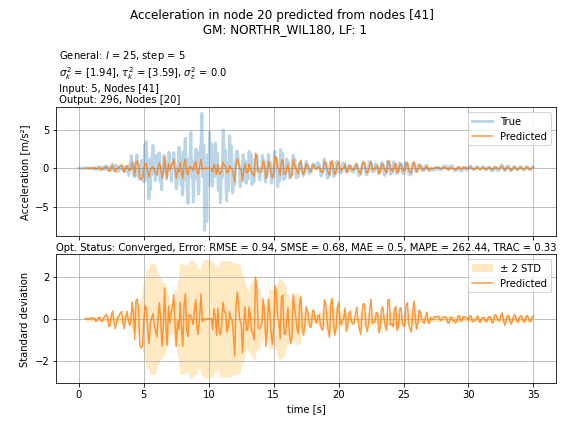 Acceleration in node 20 predicted from nodes [41]
GM: NORTHR_WIL180, LF: 1
General: l = 25, step = 5
σ²ₖ = [1.94], τ²ₖ = [3.59], σ²ε = 0.0
Input: 5, Nodes [41]
Output: 296, Nodes [20]
Acceleration [m/s²]
5
0
−5
True
Predicted
Opt. Status: Converged, Error: RMSE = 0.94, SMSE = 0.68, MAE = 0.5, MAPE = 262.44, TRAC = 0.33
Standard deviation
2
0
−2
± 2 STD
Predicted
0 5 10 15 20 25 30 35
time [s]